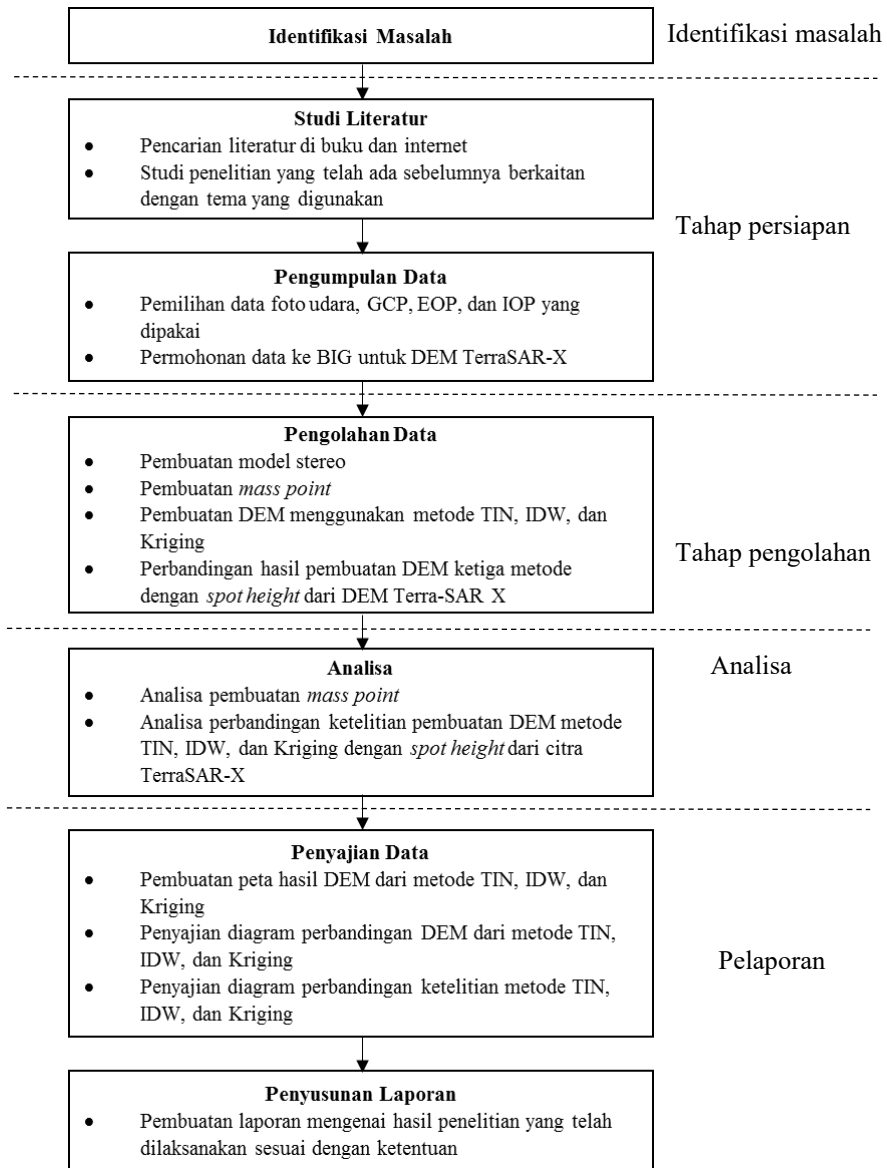 Identifikasi Masalah
Identifikasi masalah
Studi Literatur
• Pencarian literatur di buku dan internet
• Studi penelitian yang telah ada sebelumnya berkaitan
dengan tema yang digunakan
Tahap persiapan
Pengumpulan Data
• Pemilihan data foto udara, GCP, EOP, dan IOP yang
dipakai
• Permohonan data ke BIG untuk DEM TerraSAR-X
Pengolahan Data
• Pembuatan model stereo
• Pembuatan mass point
• Pembuatan DEM menggunakan metode TIN, IDW, dan
Kriging
• Perbandingan hasil pembuatan DEM ketiga metode
dengan spot height dari DEM Terra-SAR X
Tahap pengolahan
Analisa
• Analisa pembuatan mass point
• Analisa perbandingan ketelitian pembuatan DEM metode
TIN, IDW, dan Kriging dengan spot height dari citra
TerraSAR-X
Analisa
Penyajian Data
• Pembuatan peta hasil DEM dari metode TIN, IDW, dan
Kriging
• Penyajian diagram perbandingan DEM dari metode TIN,
IDW, dan Kriging
• Penyajian diagram perbandingan ketelitian metode TIN,
IDW, dan Kriging
Pelaporan
Penyusunan Laporan
• Pembuatan laporan mengenai hasil penelitian yang telah
dilaksanakan sesuai dengan ketentuan